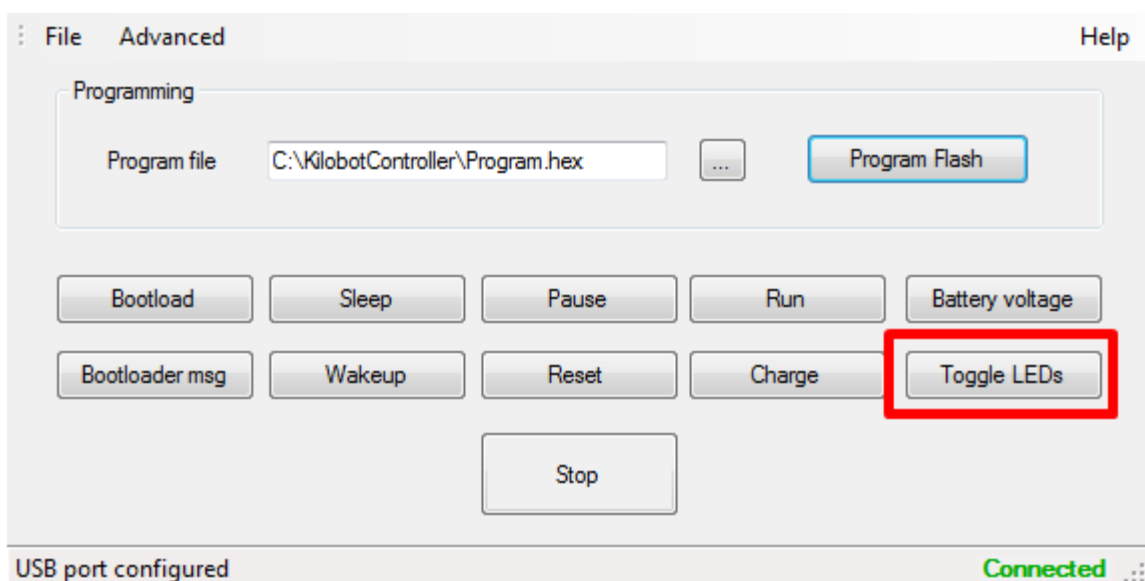 File Advanced Help
Programming
Program file C:\KilobotController\Program.hex ... Program Flash
Bootload Sleep Pause Run Battery voltage
Bootloader msg Wakeup Reset Charge Toggle LEDs
Stop
USB port configured Connected